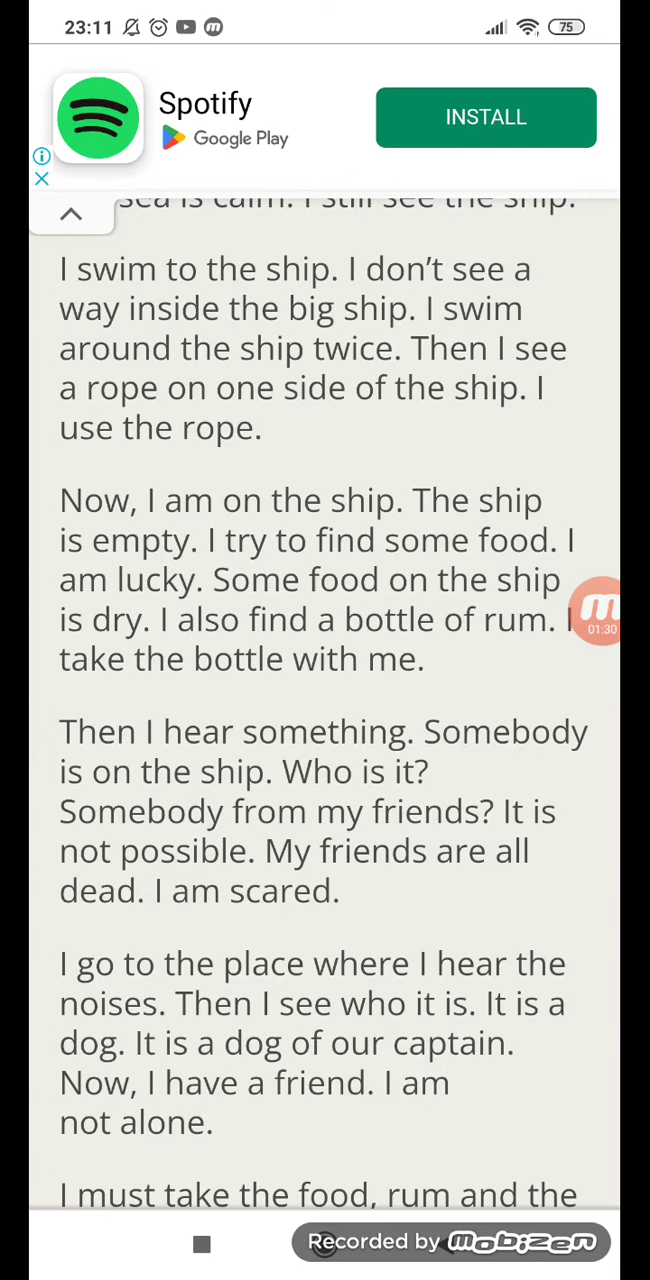 23:11
75
Spotify
Google Play
INSTALL
sea is calm. I still see the ship.
I swim to the ship. I don’t see a
way inside the big ship. I swim
around the ship twice. Then I see
a rope on one side of the ship. I
use the rope.
Now, I am on the ship. The ship
is empty. I try to find some food. I
am lucky. Some food on the ship
is dry. I also find a bottle of rum. I
take the bottle with me.
01:30
Then I hear something. Somebody
is on the ship. Who is it?
Somebody from my friends? It is
not possible. My friends are all
dead. I am scared.
I go to the place where I hear the
noises. Then I see who it is. It is a
dog. It is a dog of our captain.
Now, I have a friend. I am
not alone.
I must take the food, rum and the
Recorded by mobizen